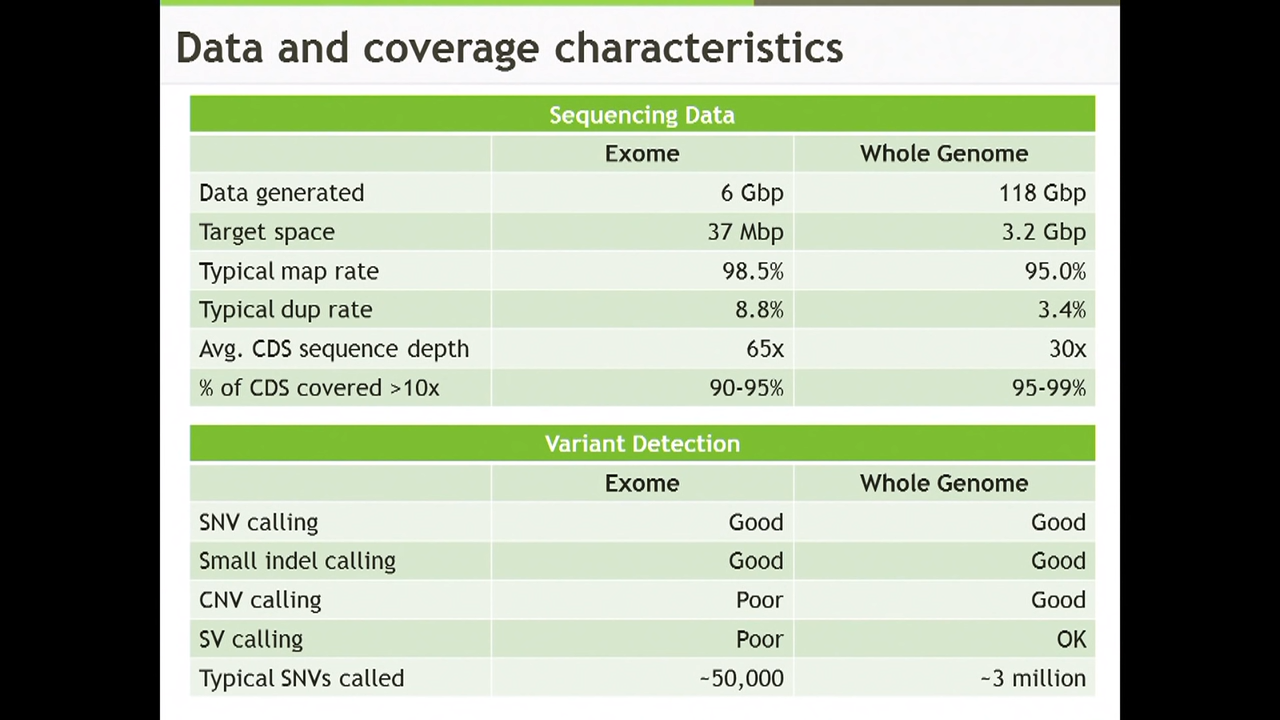 Data and coverage characteristics
Sequencing Data
Exome Whole Genome
Data generated 6 Gbp 118 Gbp
Target space 37 Mbp 3.2 Gbp
Typical map rate 98.5% 95.0%
Typical dup rate 8.8% 3.4%
Avg. CDS sequence depth 65x 30x
% of CDS covered >10x 90-95% 95-99%
Variant Detection
Exome Whole Genome
SNV calling Good Good
Small indel calling Good Good
CNV calling Poor Good
SV calling Poor OK
Typical SNVs called ~50,000 ~3 million